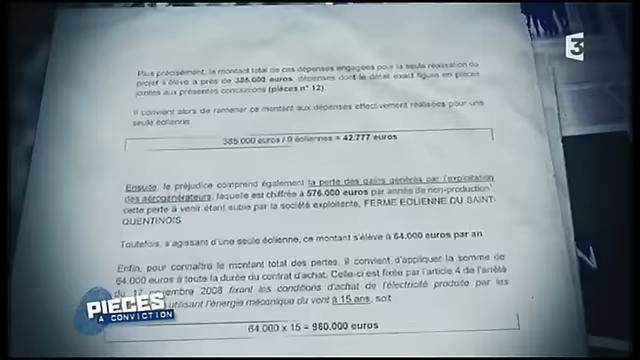 3
Plus précisément, le montant total de ces dépenses engagées pour la seule réalisation du
projet s'élève à près de 385.000 euros, dépenses dont le détail exact figure en pièces
jointes aux présentes conclusions (pièces n° 12).
Il convient alors de ramener ce montant aux dépenses effectivement réalisées pour une
seule éolienne
385.000 euros / 9 éoliennes = 42.777 euros
Ensuite, le préjudice comprend également la perte des gains générés par l'exploitation
des aérogénérateurs, laquelle est chiffrée à 576.000 euros par année de non-production,
cette perte à venir étant subie par la société exploitante, FERME EOLIENNE DU SAINT-
QUENTINOIS
Toutefois, s'agissant d'une seule éolienne, ce montant s'élève à 64.000 euros par an
Enfin, pour connaître le montant total des pertes, il convient d'appliquer la somme de
64.000 euros à toute la durée du contrat d'achat. Celle-ci est fixée par l'article 4 de l'arrêté
du 17 novembre 2008 fixant les conditions d'achat de l'électricité produite par les
utilisant l'énergie mécanique du vent à 15 ans, soit
64.000 x 15 = 960.000 euros
PIECES
A CONVICTION